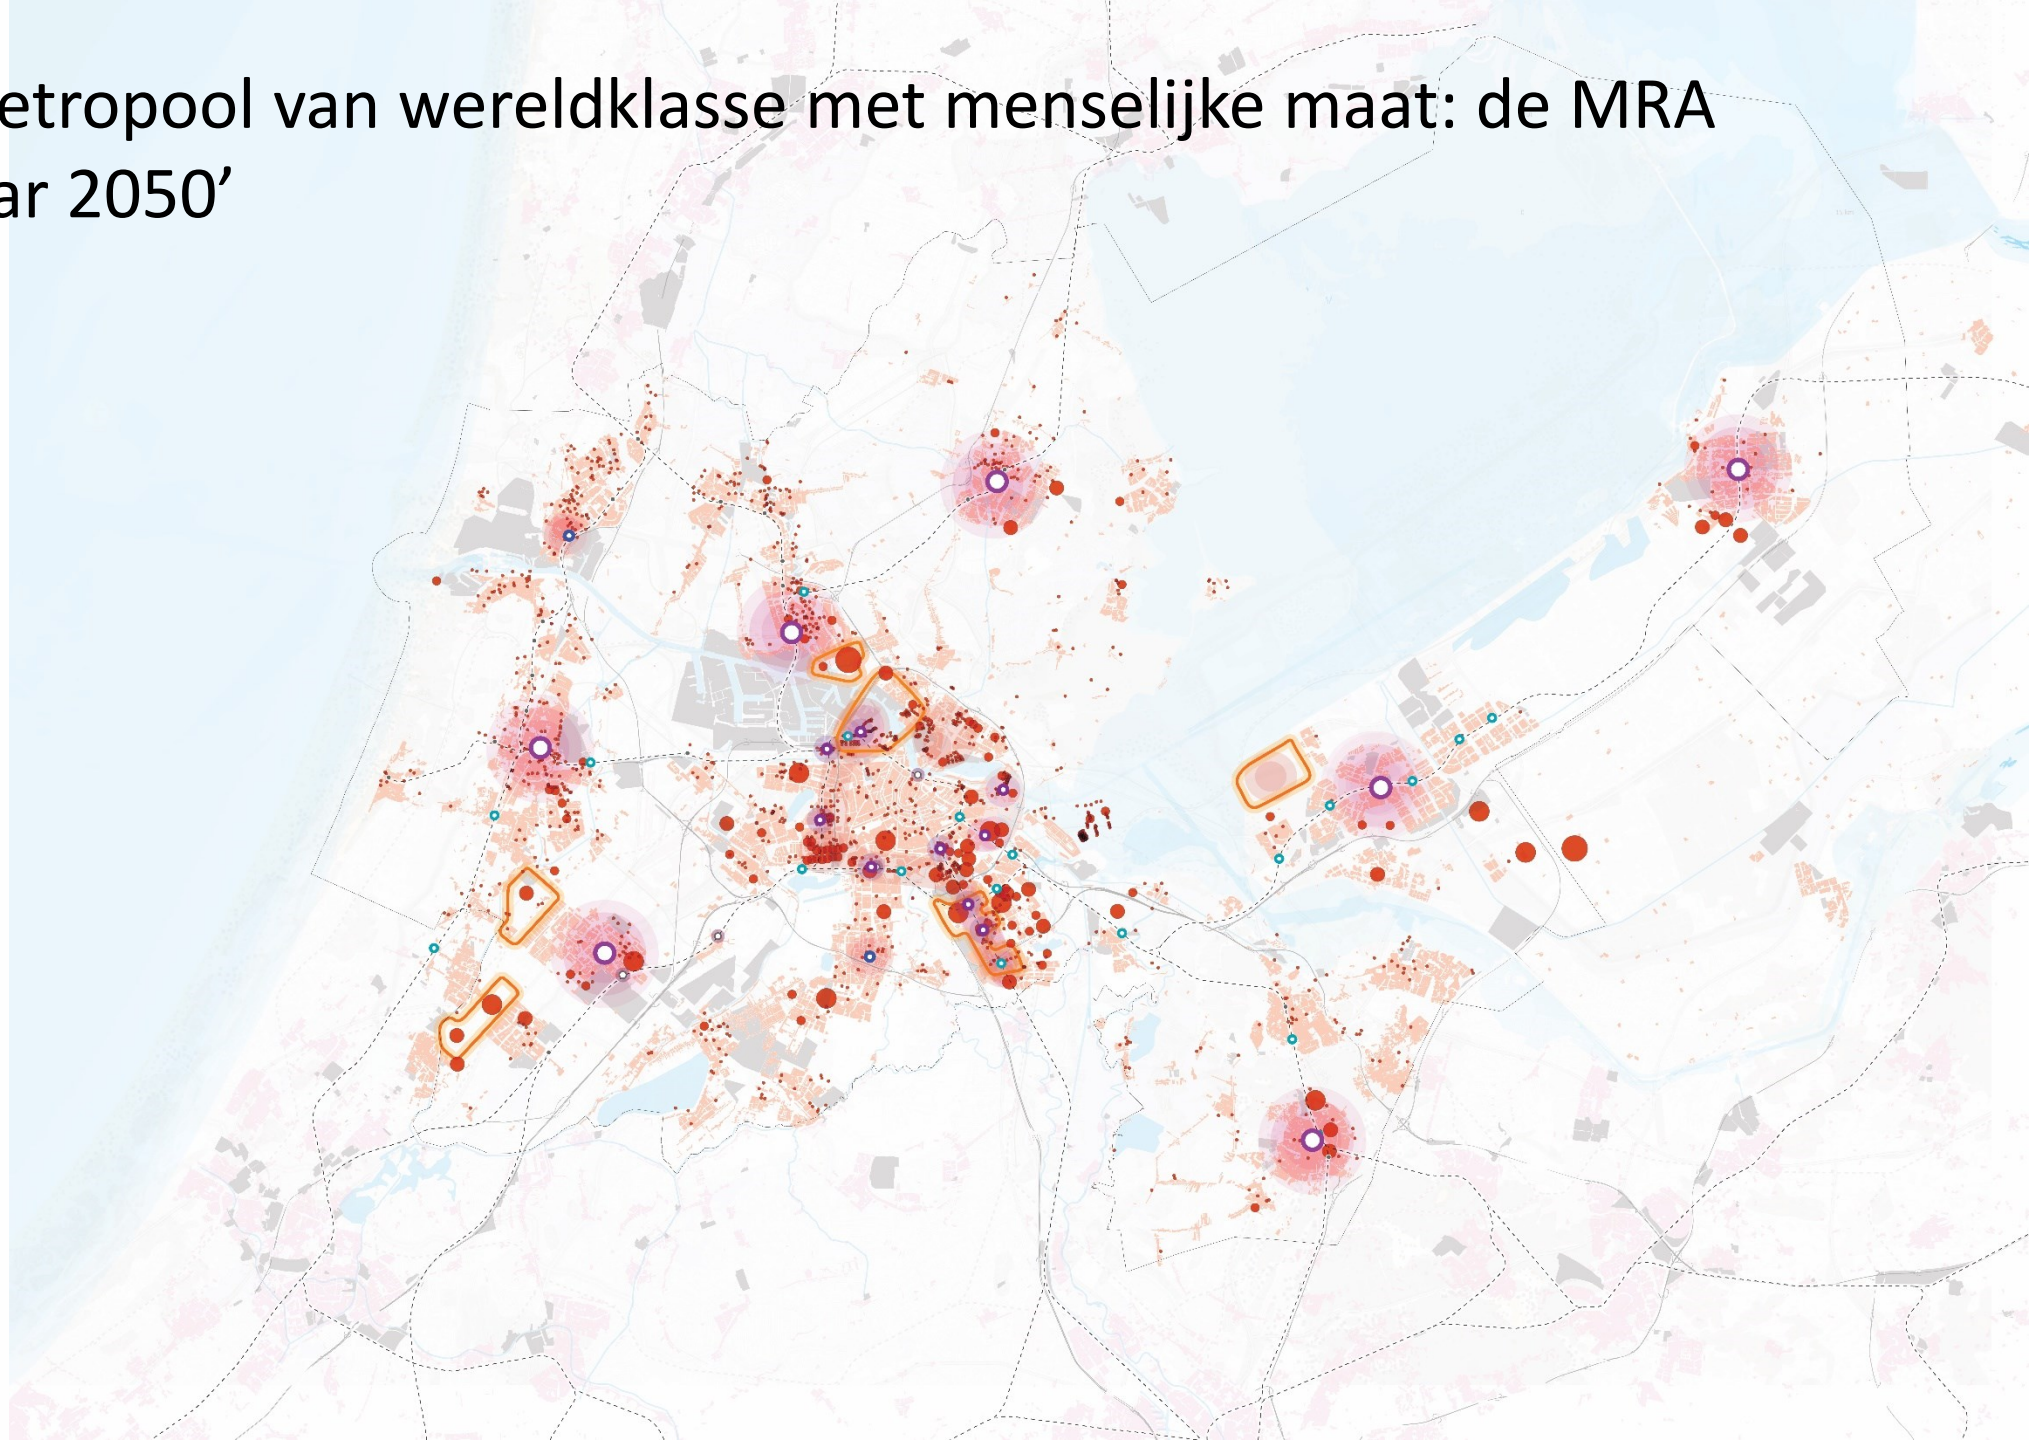 etropool van wereldklasse met menselijke maat: de MRA
ar 2050’